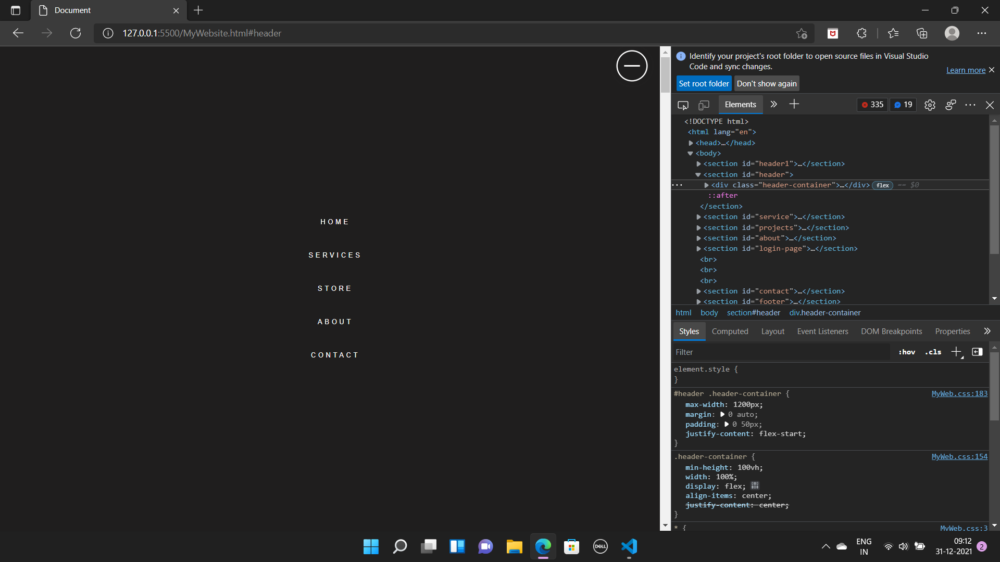 Document
127.0.0.1:5500/MyWebsite.html#header
HOME
SERVICES
STORE
ABOUT
CONTACT
Identify your project's root folder to open source files in Visual Studio
Code and sync changes.
Learn more
Set root folder
Don't show again
Elements
335
19
<!DOCTYPE html>
<html lang="en">
<head>…</head>
<body>
<section id="header1">…</section>
<section id="header">
<div class="header-container">…</div> flex == $0
::after
</section>
<section id="service">…</section>
<section id="projects">…</section>
<section id="about">…</section>
<section id="login-page">…</section>
<br>
<br>
<br>
<section id="contact">…</section>
<section id="footer">…</section>
html body section#header div.header-container
Styles Computed Layout Event Listeners DOM Breakpoints Properties
Filter
:hov .cls
element.style {
}
#header .header-container { MyWeb.css:183
max-width: 1200px;
margin: 0 auto;
padding: 0 50px;
justify-content: flex-start;
}
.header-container { MyWeb.css:154
min-height: 100vh;
width: 100%;
display: flex;
align-items: center;
justify-content: center;
}
* { MyWeb.css:3
DELL
ENG
IN
09:12
31-12-2021
2